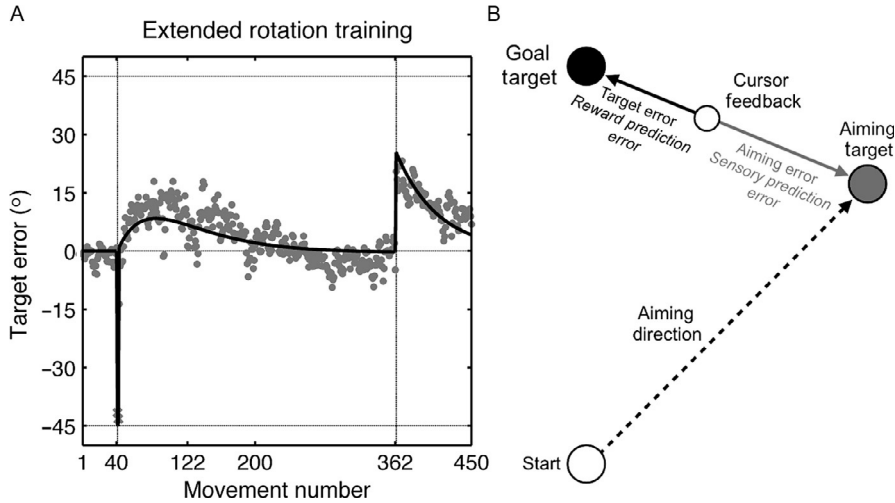 A
Extended rotation training
Target error (°)
45
30
15
0
−15
−30
−45
1
40
122
200
362
450
Movement number
B
Goal
target
Cursor
feedback
Target error
Reward prediction
error
Aiming
target
Aiming error
Sensory prediction
error
Aiming
direction
Start